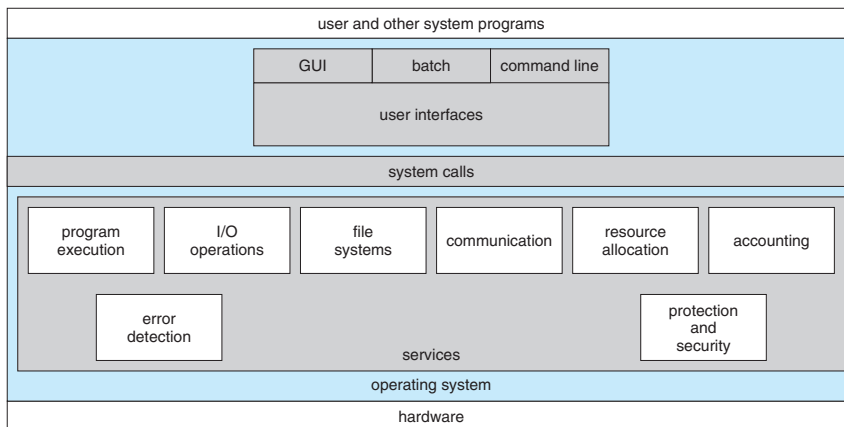 user and other system programs
GUI
batch
command line
user interfaces
system calls
program
execution
I/O
operations
file
systems
communication
resource
allocation
accounting
error
detection
protection
and
security
services
operating system
hardware